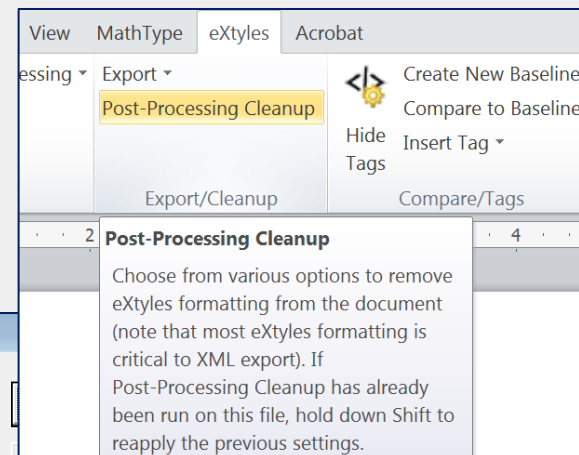 View MathType eXtyles Acrobat
essing Export
Post-Processing Cleanup
Hide
Tags
Create New Baseline
Compare to Baseline
Insert Tag
Export/Cleanup Compare/Tags
2 4
Post-Processing Cleanup
Choose from various options to remove
eXtyles formatting from the document
(note that most eXtyles formatting is
critical to XML export). If
Post-Processing Cleanup has already
been run on this file, hold down Shift to
reapply the previous settings.